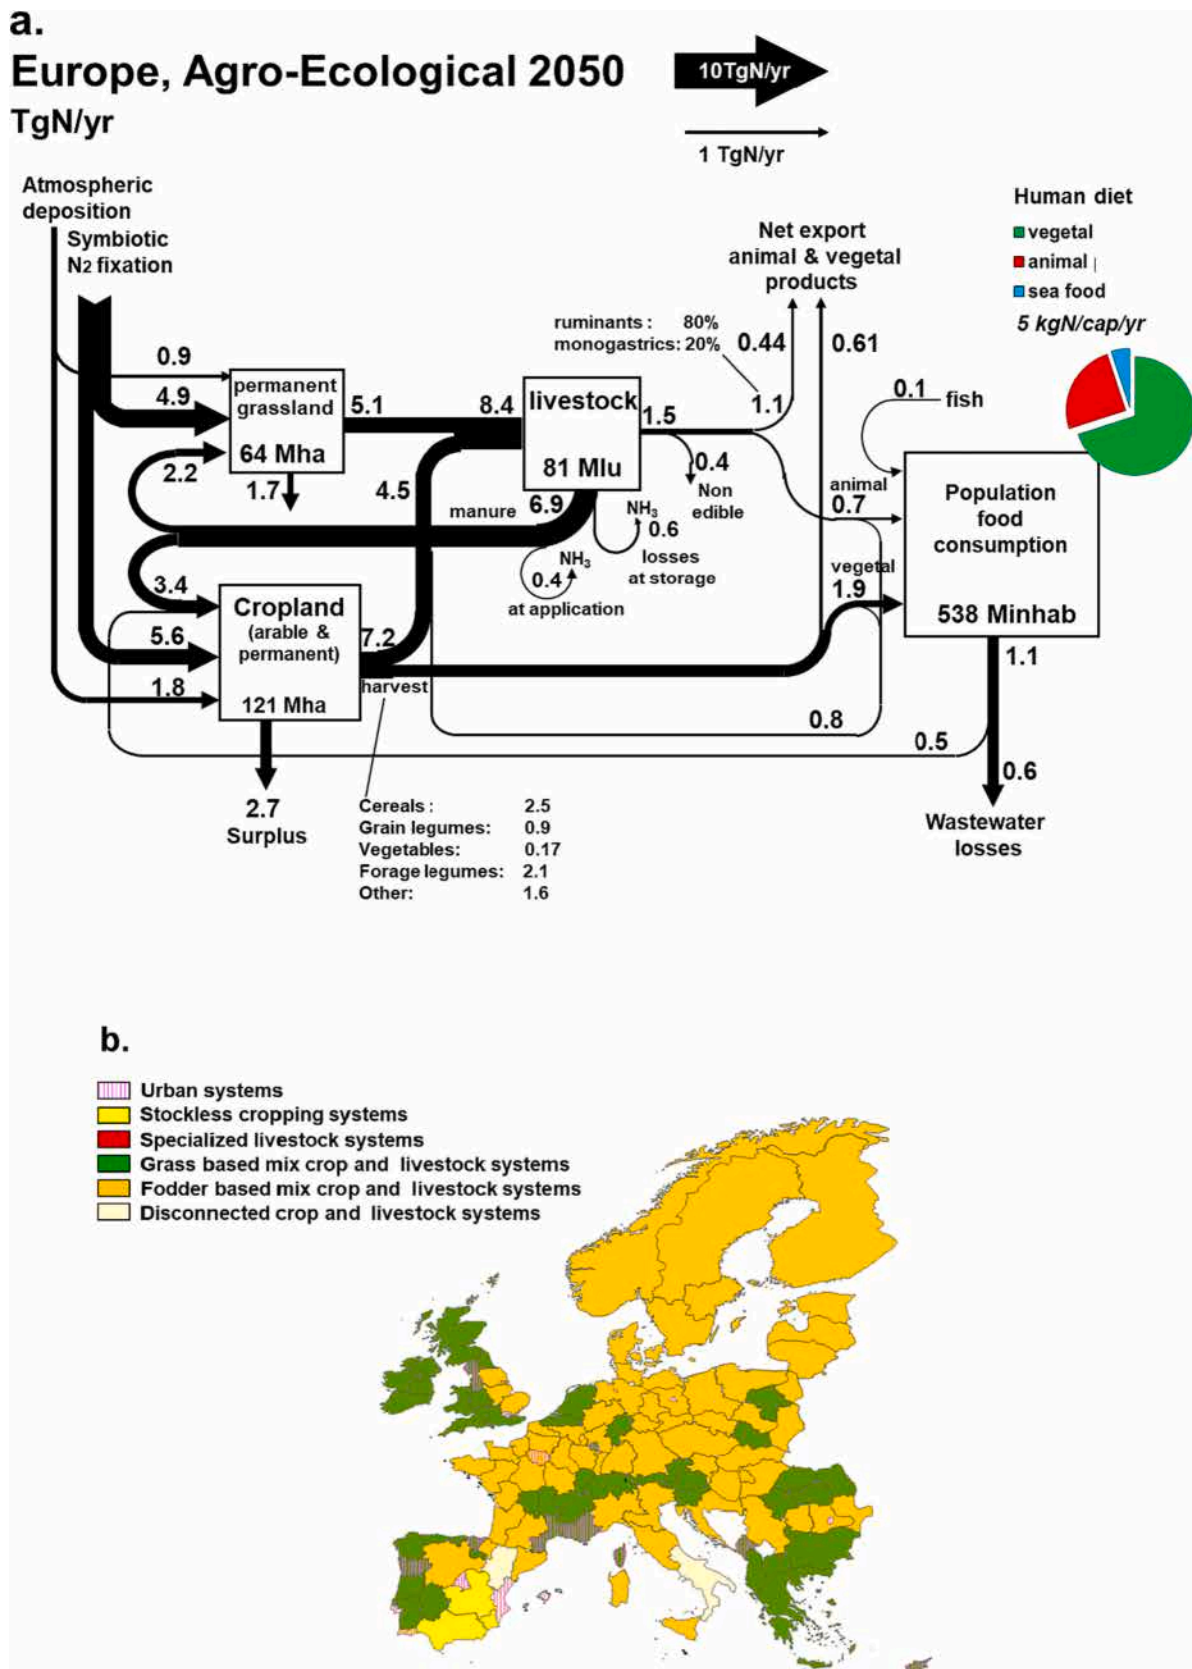 a.
Europe, Agro-Ecological 2050
TgN/yr
10TgN/yr
1 TgN/yr
Atmospheric
deposition
Symbiotic
N2 fixation
Human diet
vegetal
animal
sea food
5 kgN/cap/yr
Net export
animal & vegetal
products
ruminants : 80%
monogastrics: 20%
0.44
0.61
0.9
4.9
2.2
permanent
grassland
64 Mha
1.7
5.1
8.4
4.5
livestock
81 Mlu
1.5
1.1
0.4
Non
edible
0.1
fish
animal
0.7
vegetal
1.9
Population
food
consumption
538 Minhab
manure
6.9
NH3
0.6
losses
at storage
NH3
0.4
at application
3.4
5.6
1.8
Cropland
(arable &
permanent)
121 Mha
7.2
harvest
0.8
0.5
1.1
0.6
Wastewater
losses
2.7
Surplus
Cereals : 2.5
Grain legumes: 0.9
Vegetables: 0.17
Forage legumes: 2.1
Other: 1.6
b.
Urban systems
Stockless cropping systems
Specialized livestock systems
Grass based mix crop and livestock systems
Fodder based mix crop and livestock systems
Disconnected crop and livestock systems